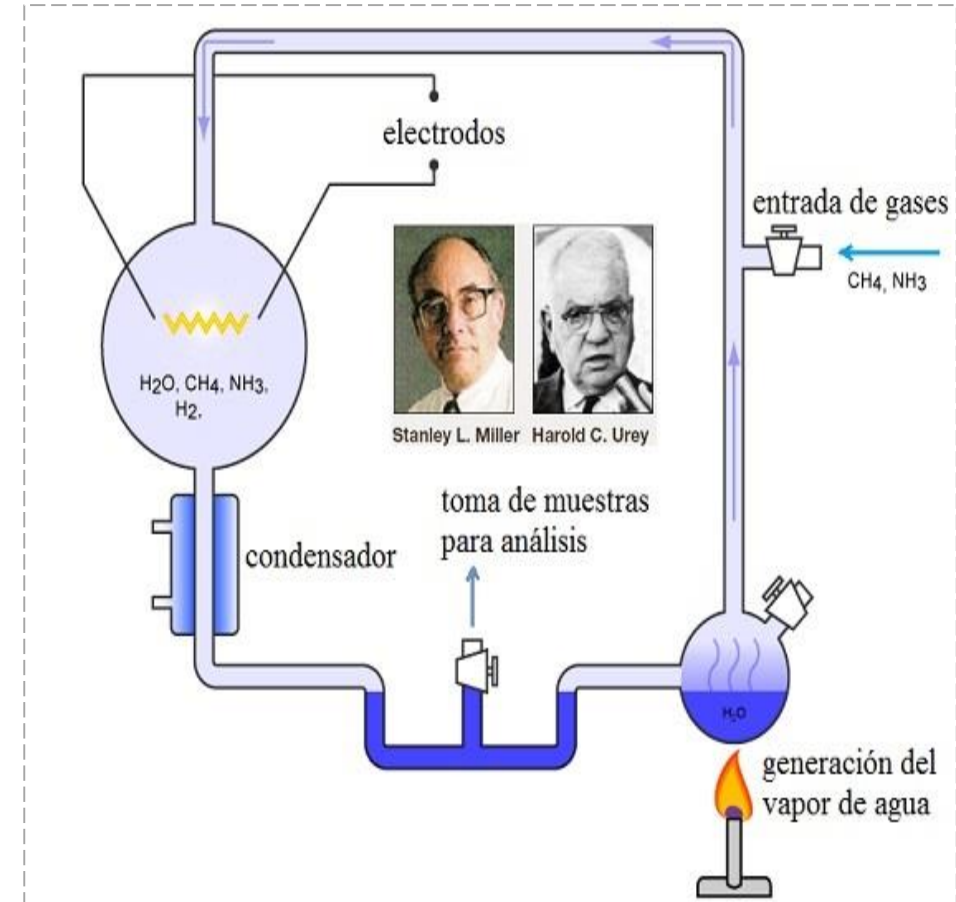 electrodos
entrada de gases
CH4, NH3
H2O, CH4, NH3,
H2,
Stanley L. Miller Harold C. Urey
toma de muestras
para análisis
condensador
H2O
generación del
vapor de agua